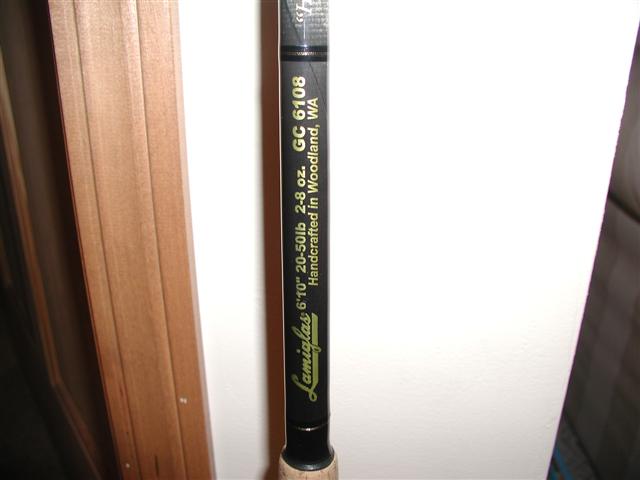 Lamiglas 6'10" 20-50lb 2-8 oz. GC 6108
Handcrafted in Woodland, WA